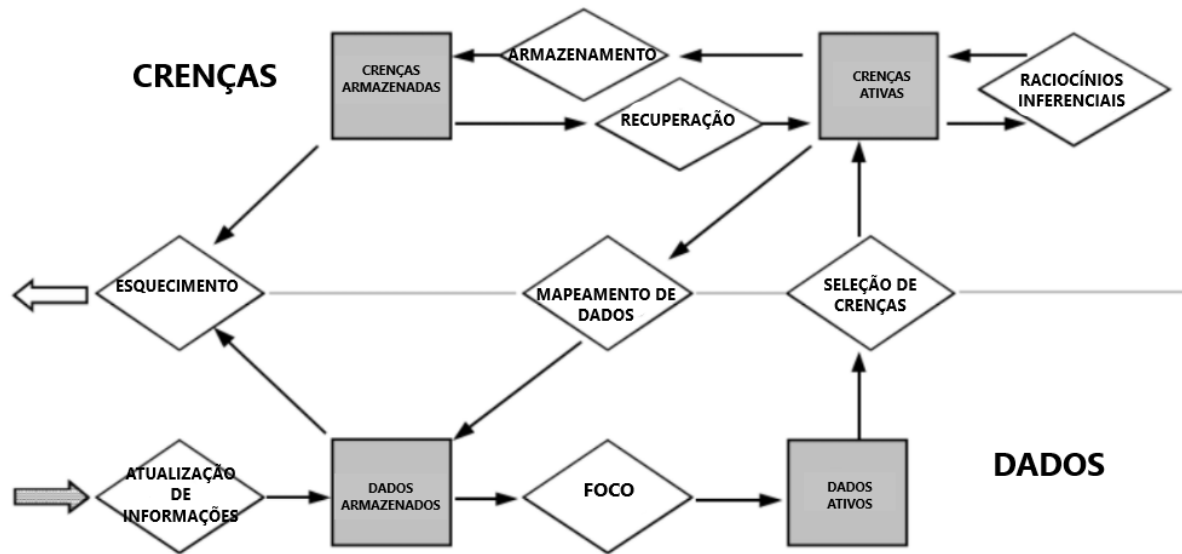 CRENÇAS
CRENÇAS
ARMAZENADAS
ARMAZENAMENTO
RECUPERAÇÃO
CRENÇAS
ATIVAS
RACIOCÍNIOS
INFERENCIAIS
ESQUECIMENTO
MAPEAMENTO DE
DADOS
SELEÇÃO DE
CRENÇAS
ATUALIZAÇÃO
DE
INFORMAÇÕES
DADOS
ARMAZENADOS
FOCO
DADOS
ATIVOS
DADOS